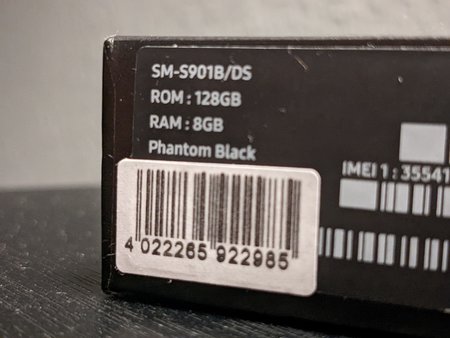 SM-S901B/DS
ROM : 128GB
RAM : 8GB
Phantom Black
IMEI 1 : 35541
4 022265 922985